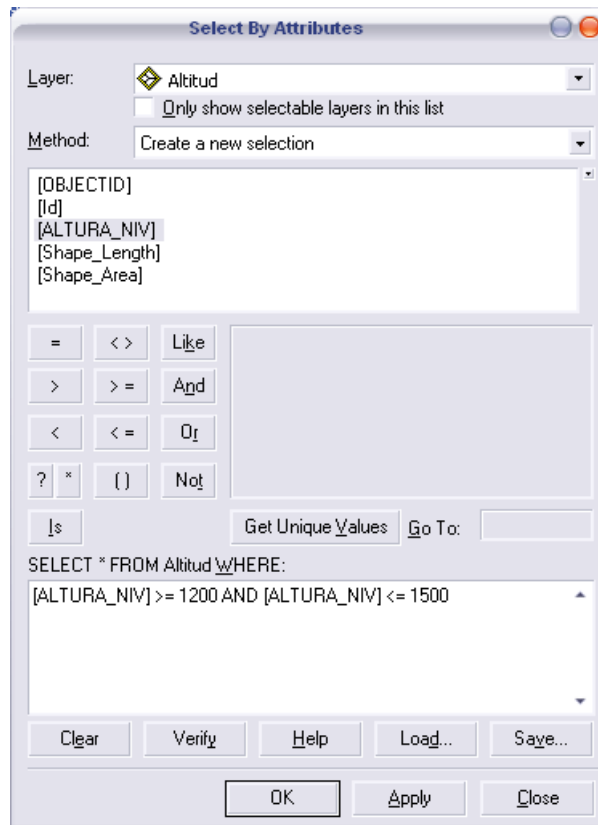 Select By Attributes
Layer: Altitud
Only show selectable layers in this list
Method: Create a new selection
[OBJECTID]
[Id]
[ALTURA_NIV]
[Shape_Length]
[Shape_Area]
= < > Like
> > = And
< < = Or
? * ( ) Not
Is Get Unique Values Go To:
SELECT * FROM Altitud WHERE:
[ALTURA_NIV] >= 1200 AND [ALTURA_NIV] <= 1500
Clear Verify Help Load... Save...
OK Apply Close